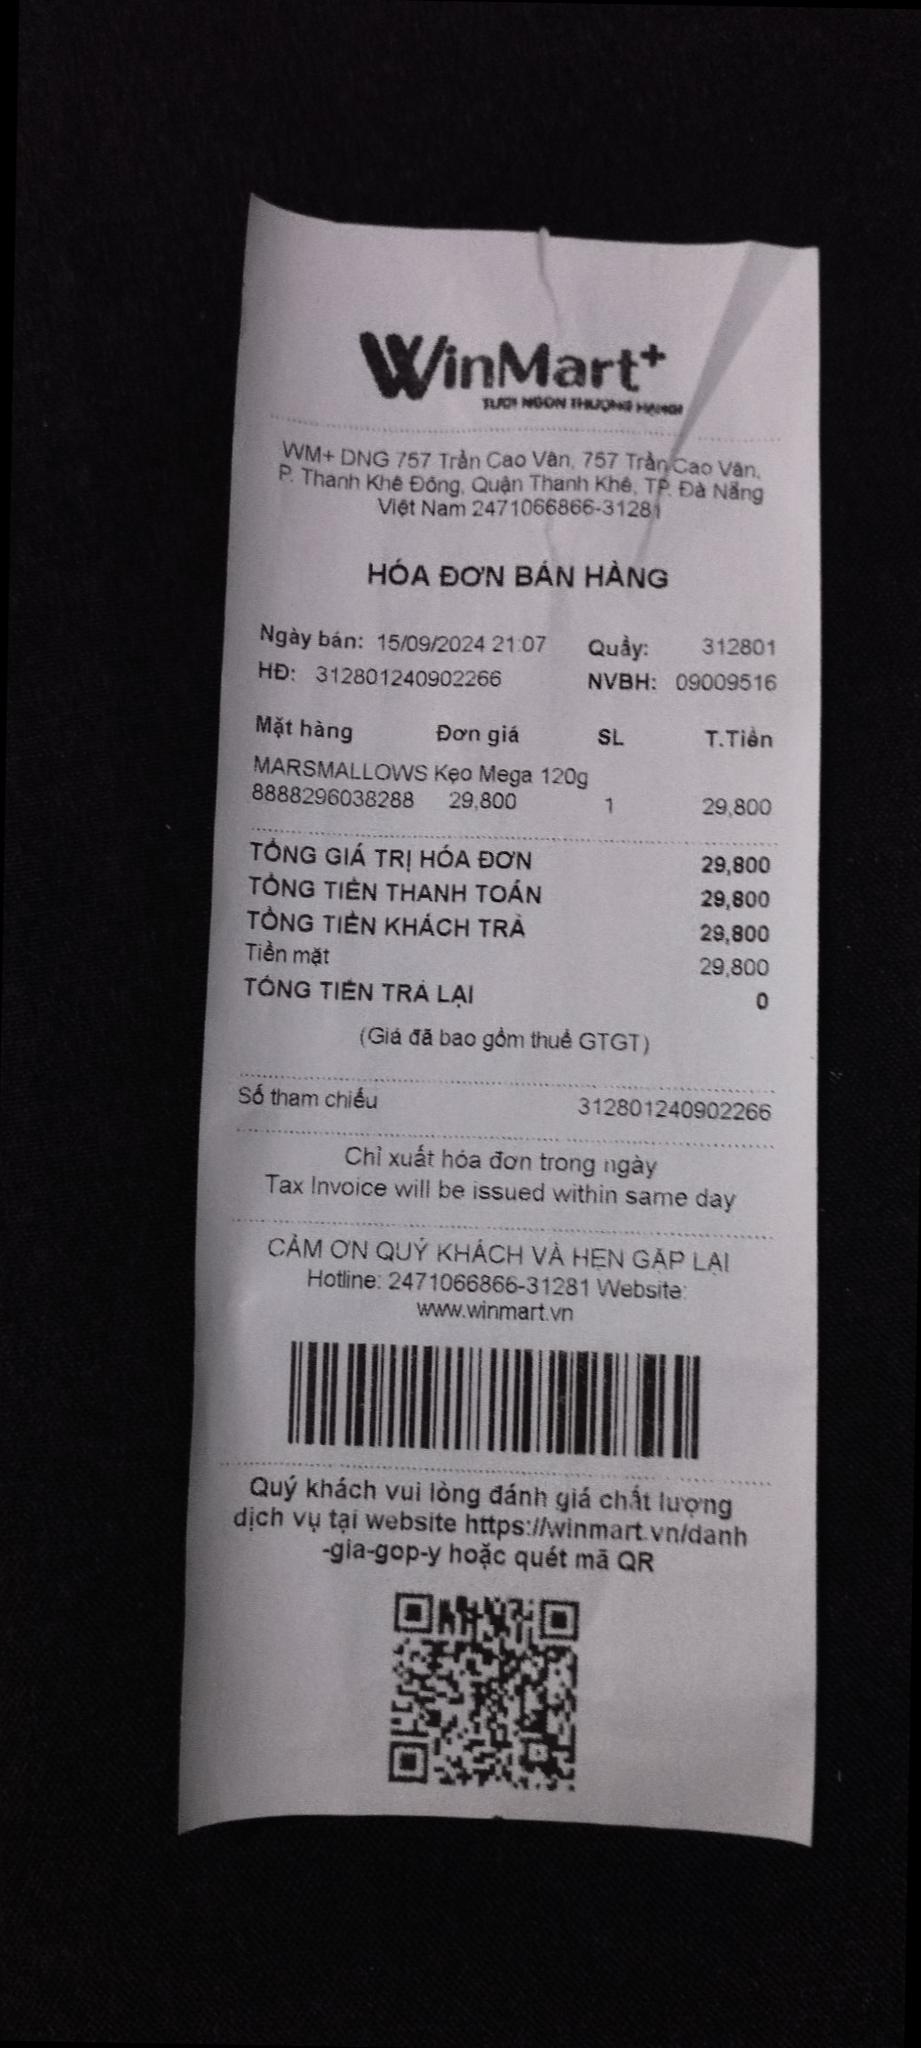 WinMart+
TƯƠI NGON THƯỢNG HẠNG
WM+ DNG 757 Trần Cao Vân, 757 Trần Cao Vân,
P. Thanh Khê Đông, Quận Thanh Khê, TP. Đà Nẵng
Việt Nam 2471066866-31281
HÓA ĐƠN BÁN HÀNG
Ngày bán: 15/09/2024 21:07 Quầy: 312801
HĐ: 312801240902266 NVBH: 09009516
Mặt hàng Đơn giá SL T.Tiền
MARSMALLOWS Kẹo Mega 120g
8888296038288 29,800 1 29,800
TỔNG GIÁ TRỊ HÓA ĐƠN 29,800
TỔNG TIỀN THANH TOÁN 29,800
TỔNG TIỀN KHÁCH TRẢ 29,800
Tiền mặt 29,800
TỔNG TIỀN TRẢ LẠI 0
(Giá đã bao gồm thuế GTGT)
Số tham chiếu 312801240902266
Chỉ xuất hóa đơn trong ngày
Tax Invoice will be issued within same day
CẢM ƠN QUÝ KHÁCH VÀ HẸN GẶP LẠI
Hotline: 2471066866-31281 Website:
www.winmart.vn
Quý khách vui lòng đánh giá chất lượng
dịch vụ tại website https://winmart.vn/danh
-gia-gop-y hoặc quét mã QR